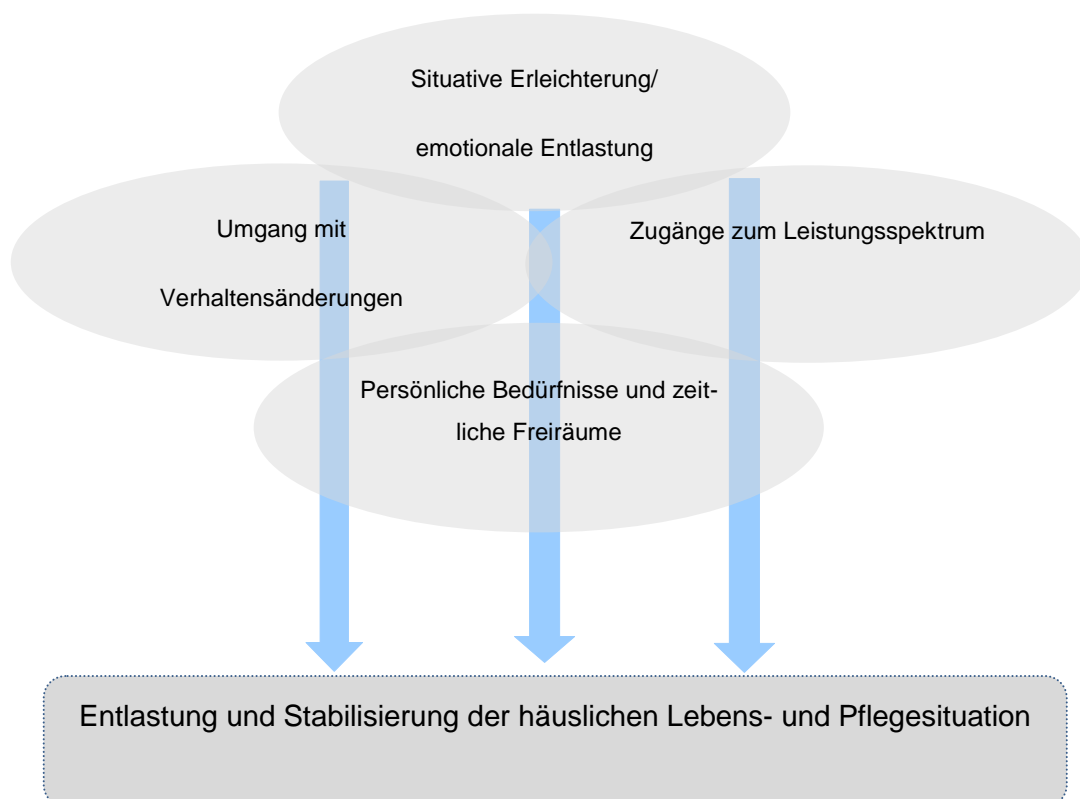 Situative Erleichterung/
emotionale Entlastung
Umgang mit
Verhaltensänderungen
Zugänge zum Leistungsspektrum
Persönliche Bedürfnisse und zeit-
liche Freiräume
Entlastung und Stabilisierung der häuslichen Lebens- und Pflegesituation